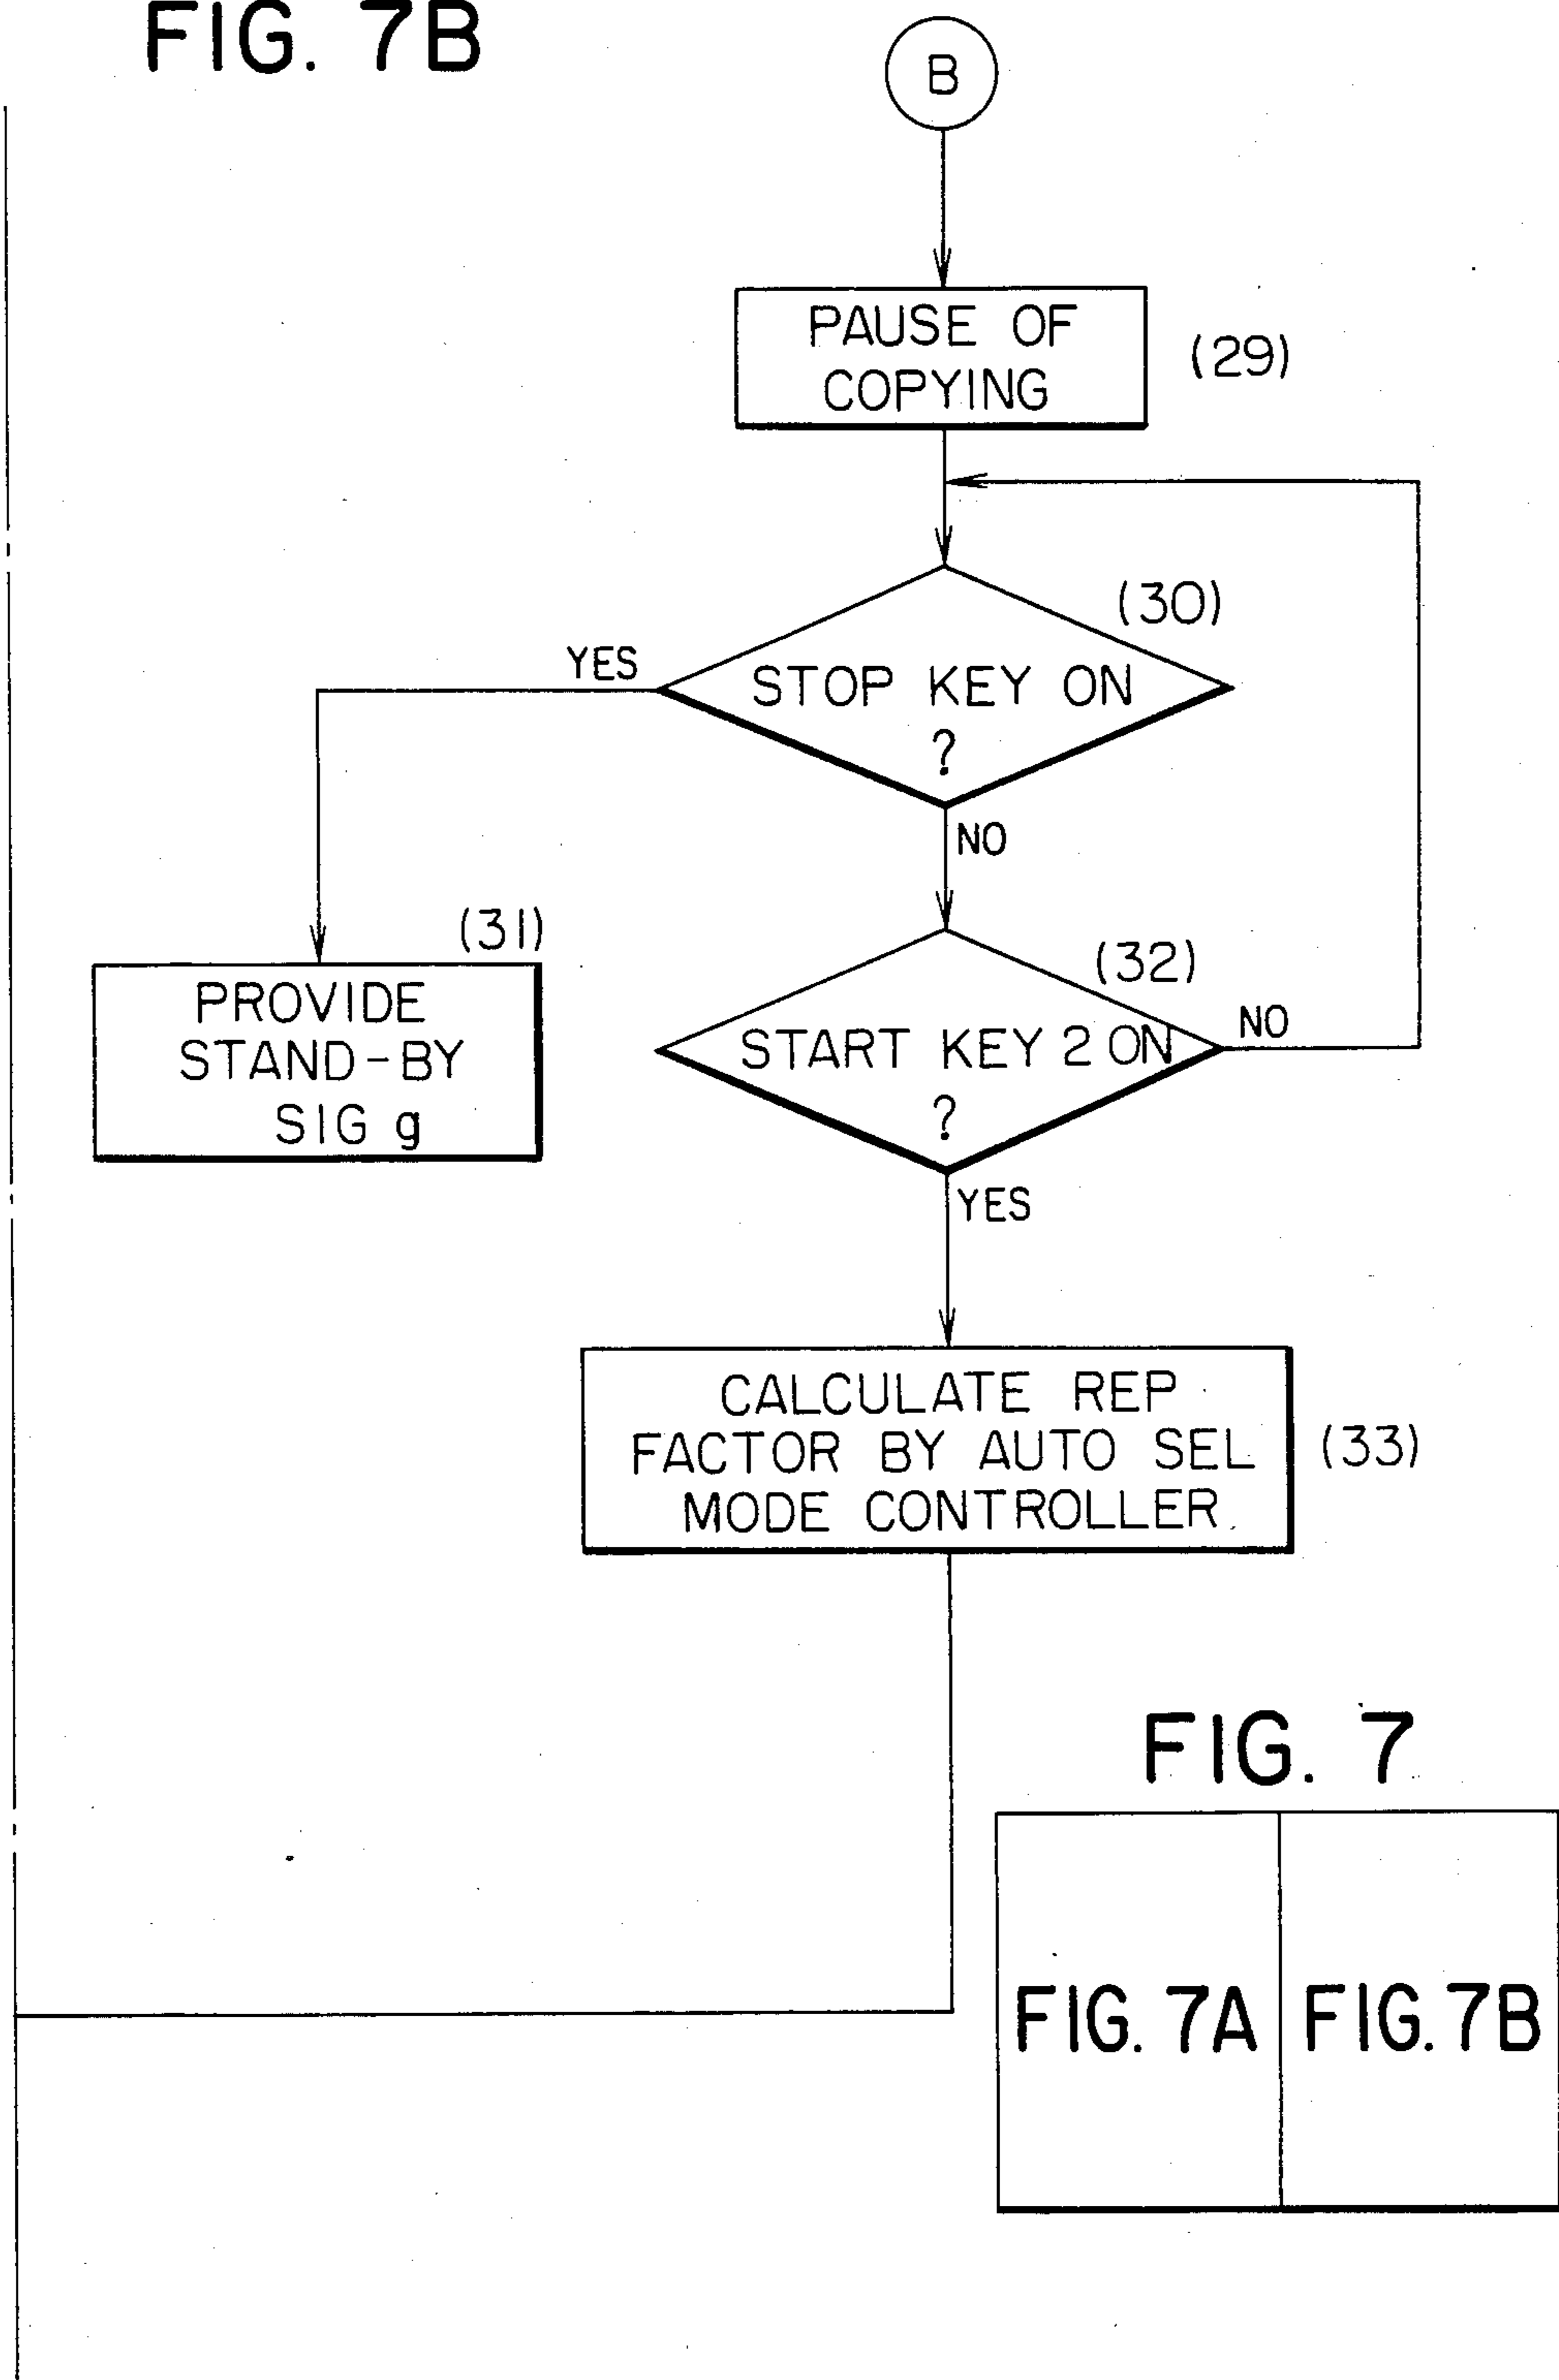 FIG. 7B
B
PAUSE OF
COPYING
(29)
(30)
YES
STOP KEY ON
?
NO
(31)
PROVIDE
STAND-BY
SIG g
(32)
START KEY 2 ON
?
NO
YES
CALCULATE REP
FACTOR BY AUTO SEL
MODE CONTROLLER
(33)
FIG. 7
FIG. 7A
FIG. 7B